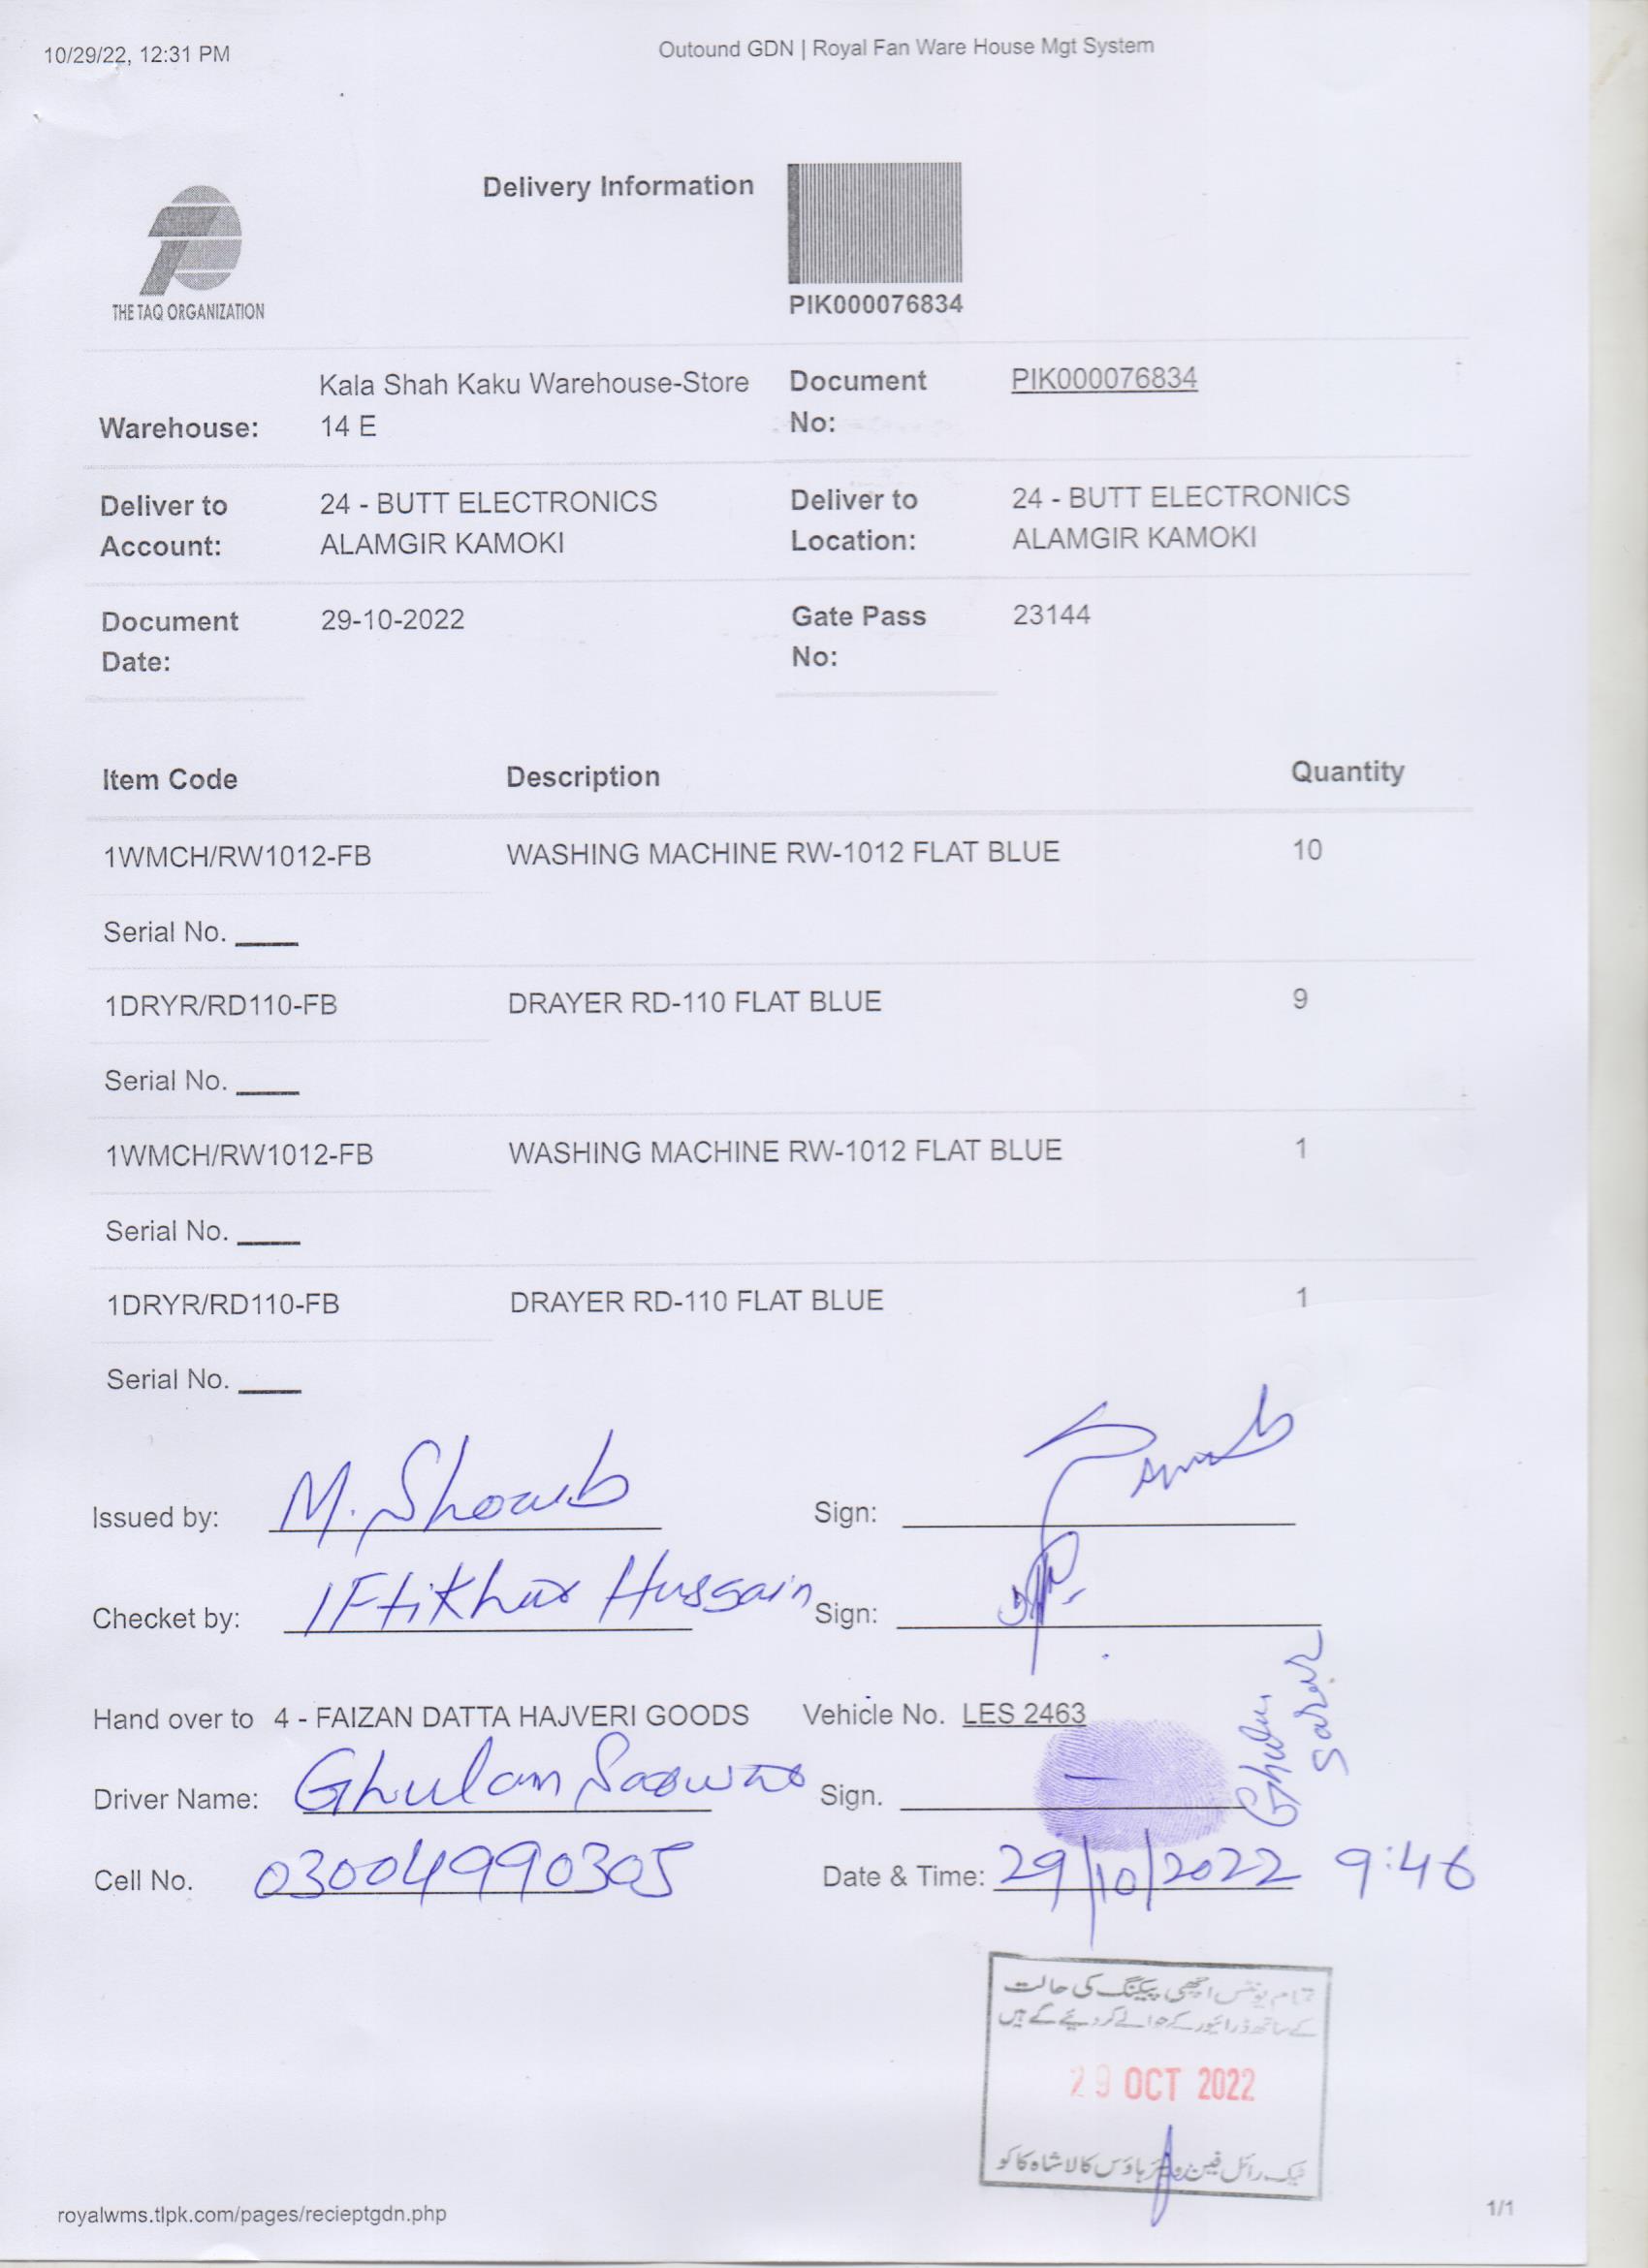 10/29/22, 12:31 PM
Outound GDN | Royal Fan Ware House Mgt System
THE TAQ ORGANIZATION
Delivery Information
PIK000076834
Warehouse: Kala Shah Kaku Warehouse-Store 14 E
Document No: PIK000076834
Deliver to Account: 24 - BUTT ELECTRONICS ALAMGIR KAMOKI
Deliver to Location: 24 - BUTT ELECTRONICS ALAMGIR KAMOKI
Document Date: 29-10-2022
Gate Pass No: 23144
Item Code Description Quantity
1WMCH/RW1012-FB WASHING MACHINE RW-1012 FLAT BLUE 10
Serial No. ____
1DRYR/RD110-FB DRAYER RD-110 FLAT BLUE 9
Serial No. ____
1WMCH/RW1012-FB WASHING MACHINE RW-1012 FLAT BLUE 1
Serial No. ____
1DRYR/RD110-FB DRAYER RD-110 FLAT BLUE 1
Serial No. ____
Issued by: M. Shoaib Sign:
Checket by: Iftikhar Hussain Sign:
Hand over to 4 - FAIZAN DATTA HAJVERI GOODS Vehicle No. LES 2463
Driver Name: Ghulam Sarwar Sign. Ghulam Sarwar
Cell No. 03004990305 Date & Time: 29/10/2022 9:46
تمام یونٹس اچھی پیکنگ کی حالت
کے ساتھ ڈرائیور کے حوالے کر دیئے گئے ہیں
29 OCT 2022
ٹیک رائل فین ویئر ہاؤس کالا شاہ کاکو
royalwms.tlpk.com/pages/recieptgdn.php
1/1